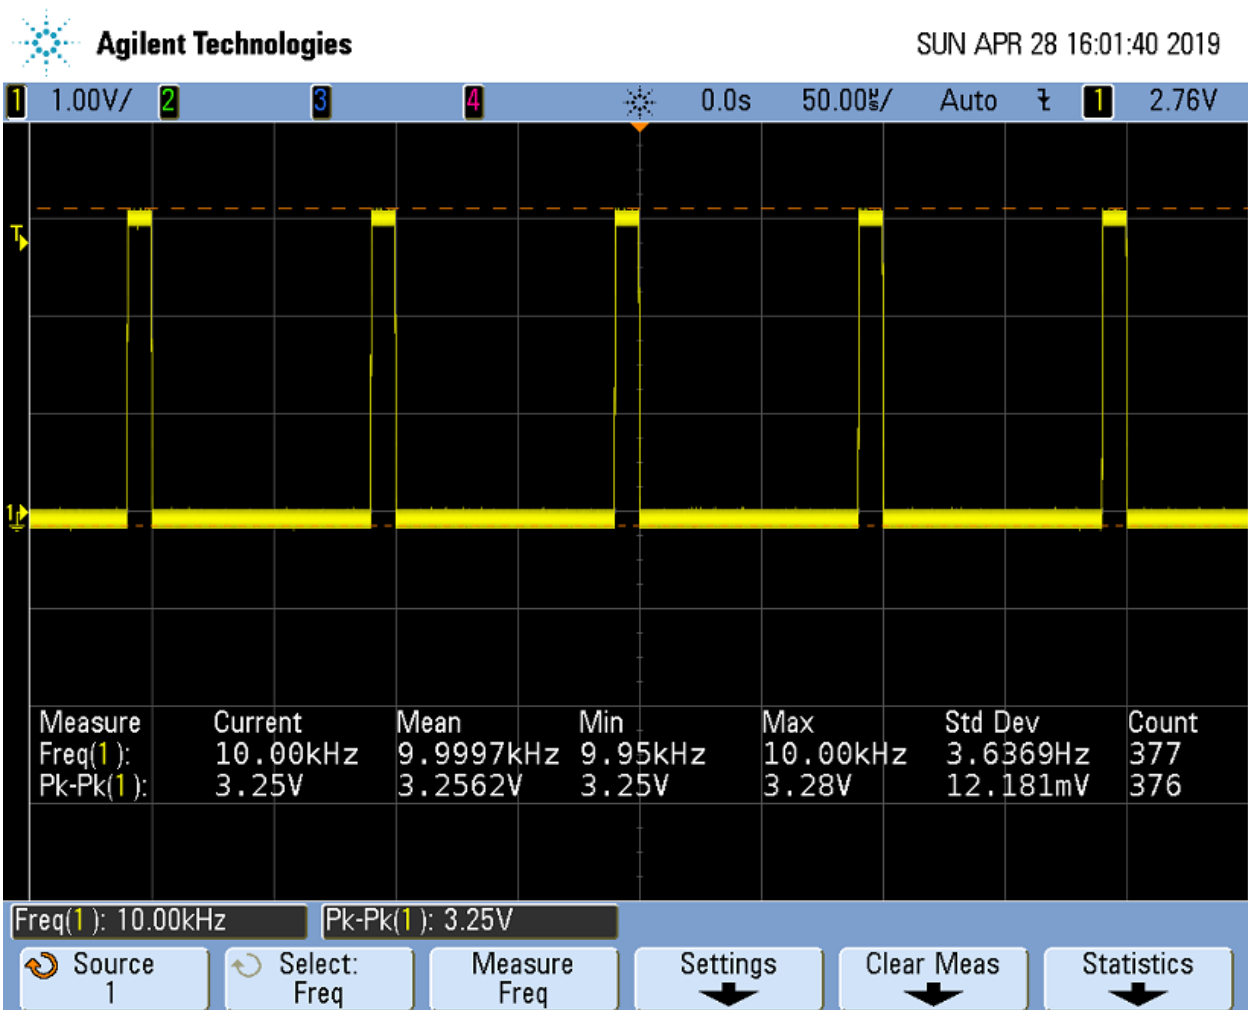 Agilent Technologies
SUN APR 28 16:01:40 2019
1 1.00V/ 2 3 4 0.0s 50.00µs/ Auto 1 2.76V
T
1
Measure Current Mean Min Max Std Dev Count
Freq(1): 10.00kHz 9.9997kHz 9.95kHz 10.00kHz 3.6369Hz 377
Pk-Pk(1): 3.25V 3.2562V 3.25V 3.28V 12.181mV 376
Freq(1): 10.00kHz Pk-Pk(1): 3.25V
Source
1
Select:
Freq
Measure
Freq
Settings
Clear Meas
Statistics